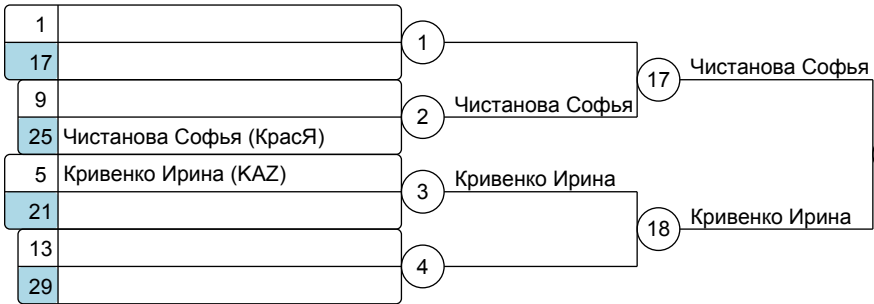 1
17
1
9
25 Чистанова Софья (КрасЯ)
2 Чистанова Софья
17 Чистанова Софья
5 Кривенко Ирина (KAZ)
21
3 Кривенко Ирина
13
29
4
18 Кривенко Ирина